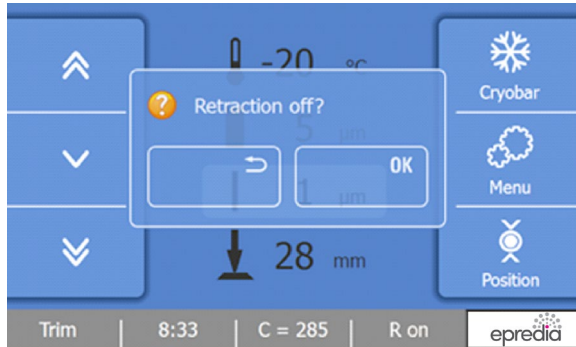 -20 °C
Cryobar
Retraction off?
5 µm
OK
Menu
1 µm
28 mm
Position
Trim | 8:33 | C = 285 | R on
epredia